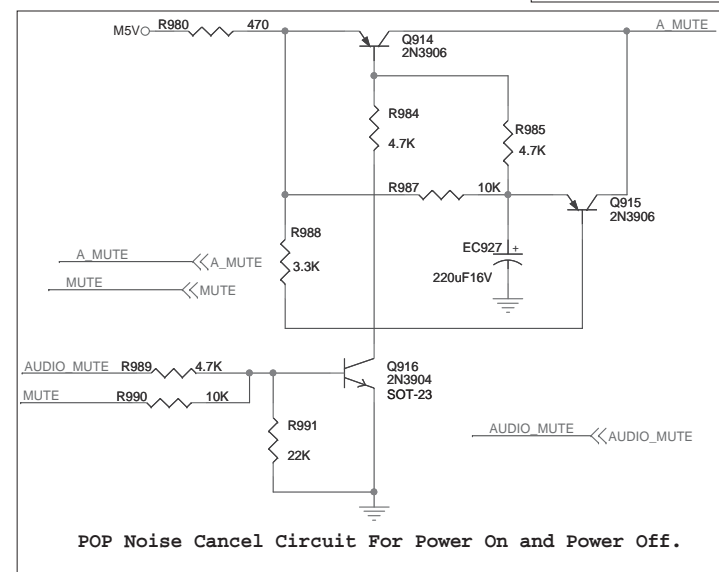 M5V R980 470 A_MUTE
Q914
2N3906
R984
4.7K
R985
4.7K
R987 10K
Q915
2N3906
R988
3.3K
EC927 +
220uF16V
A_MUTE A_MUTE
MUTE MUTE
AUDIO_MUTE R989 4.7K
MUTE R990 10K
Q916
2N3904
SOT-23
R991
22K
AUDIO_MUTE AUDIO_MUTE
POP Noise Cancel Circuit For Power On and Power Off.